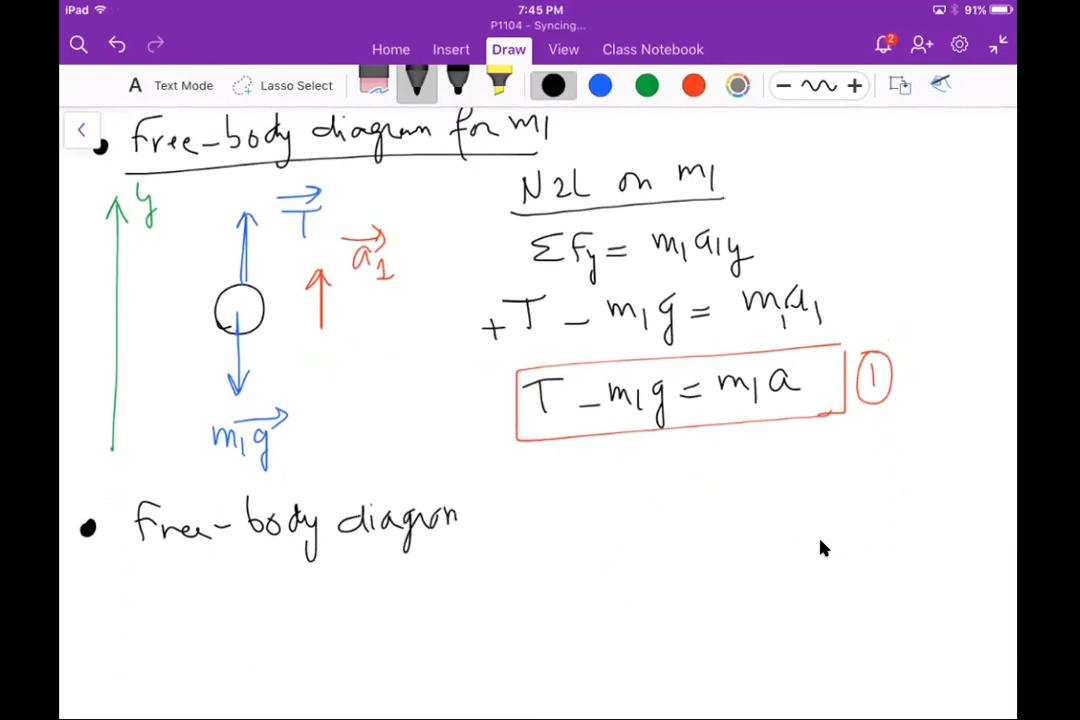 iPad 7:45 PM 91%
P1104 - Syncing...
Home Insert Draw View Class Notebook 2
A Text Mode Lasso Select
Free-body diagram for m1
N2L on m1
y
T
ΣFy = m1a1y
a1
+T - m1g = m1a1
T - m1g = m1a 1
m1g
Free-body diagram